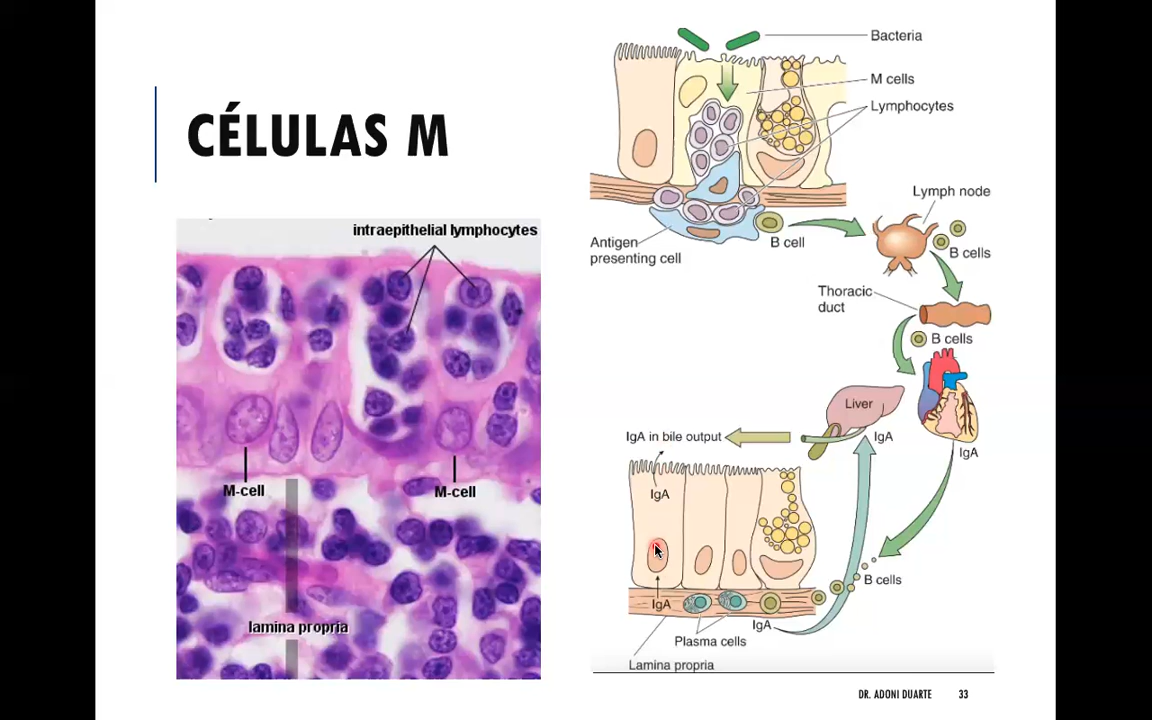 CÉLULAS M
intraepithelial lymphocytes
M-cell
M-cell
lamina propria
Bacteria
M cells
Lymphocytes
Lymph node
Antigen
presenting cell
B cell
B cells
Thoracic
duct
B cells
Liver
IgA in bile output
IgA
IgA
IgA
B cells
IgA
IgA
Plasma cells
Lamina propria
DR. ADONI DUARTE
33